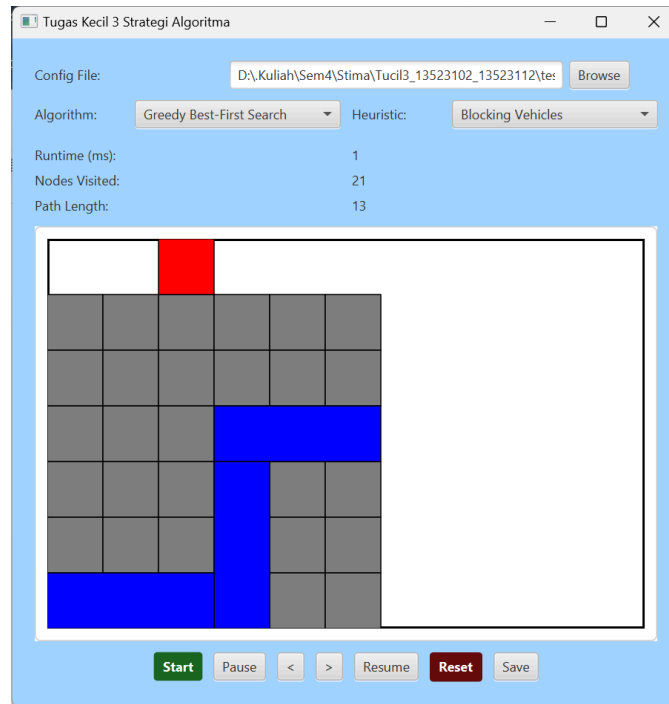 Tugas Kecil 3 Strategi Algoritma
Config File: D:\.Kuliah\Sem4\Stima\Tucil3_13523102_13523112\tes Browse
Algorithm: Greedy Best-First Search Heuristic: Blocking Vehicles
Runtime (ms): 1
Nodes Visited: 21
Path Length: 13
Start Pause < > Resume Reset Save